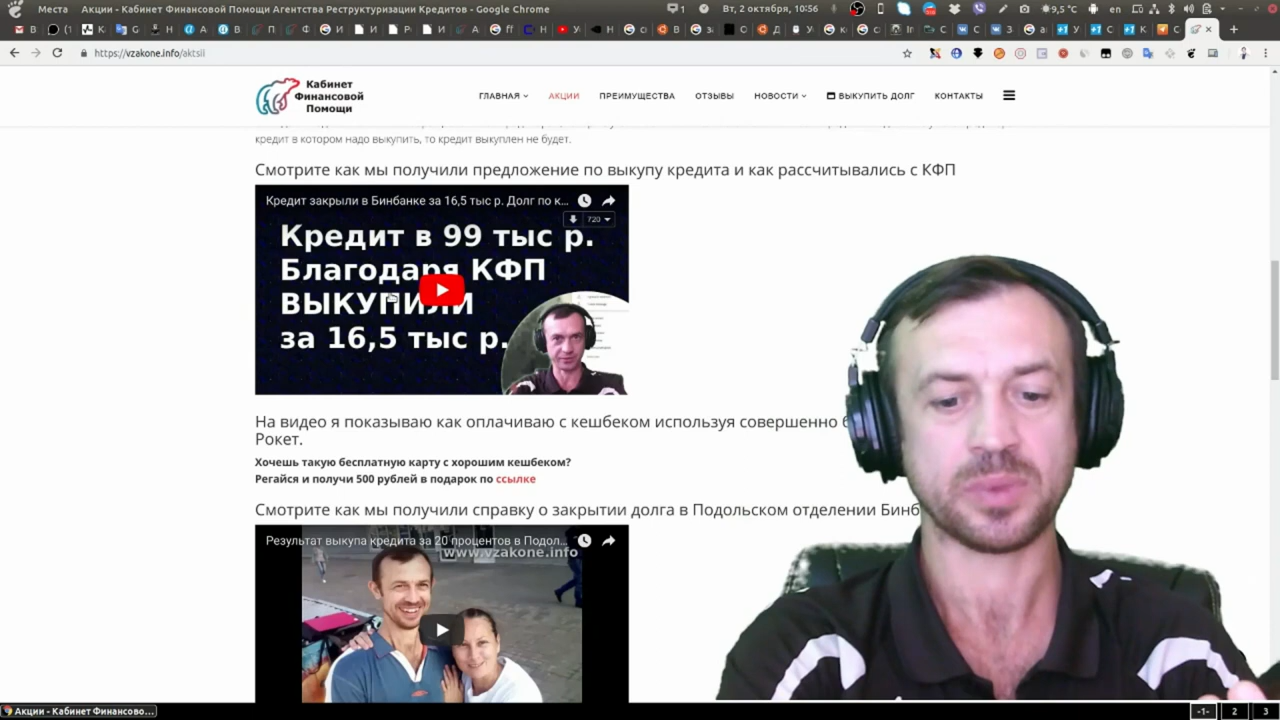 Места
Акции - Кабинет Финансовой Помощи Агентства Реструктуризации Кредитов - Google Chrome
1
Вт, 2 октября, 10:56
9,5 °C
en
https://vzakone.info/aktsii
Кабинет
Финансовой
Помощи
ГЛАВНАЯ
АКЦИИ
ПРЕИМУЩЕСТВА
ОТЗЫВЫ
НОВОСТИ
ВЫКУПИТЬ ДОЛГ
КОНТАКТЫ
кредит в котором надо выкупить, то кредит выкуплен не будет.
Смотрите как мы получили предложение по выкупу кредита и как рассчитывались с КФП
Кредит закрыли в Бинбанке за 16,5 тыс р. Долг по к...
720
Кредит в 99 тыс р.
Благодаря КФП
ВЫКУПИЛИ
за 16,5 тыс р.
На видео я показываю как оплачиваю с кешбеком используя совершенно
Рокет.
Хочешь такую бесплатную карту с хорошим кешбеком?
Регайся и получи 500 рублей в подарок по ссылке
Смотрите как мы получили справку о закрытии долга в Подольском отделении Бинб
Результат выкупа кредита за 20 процентов в Подол...
www.vzakone.info
Акции - Кабинет Финансово...
-1-
2
3